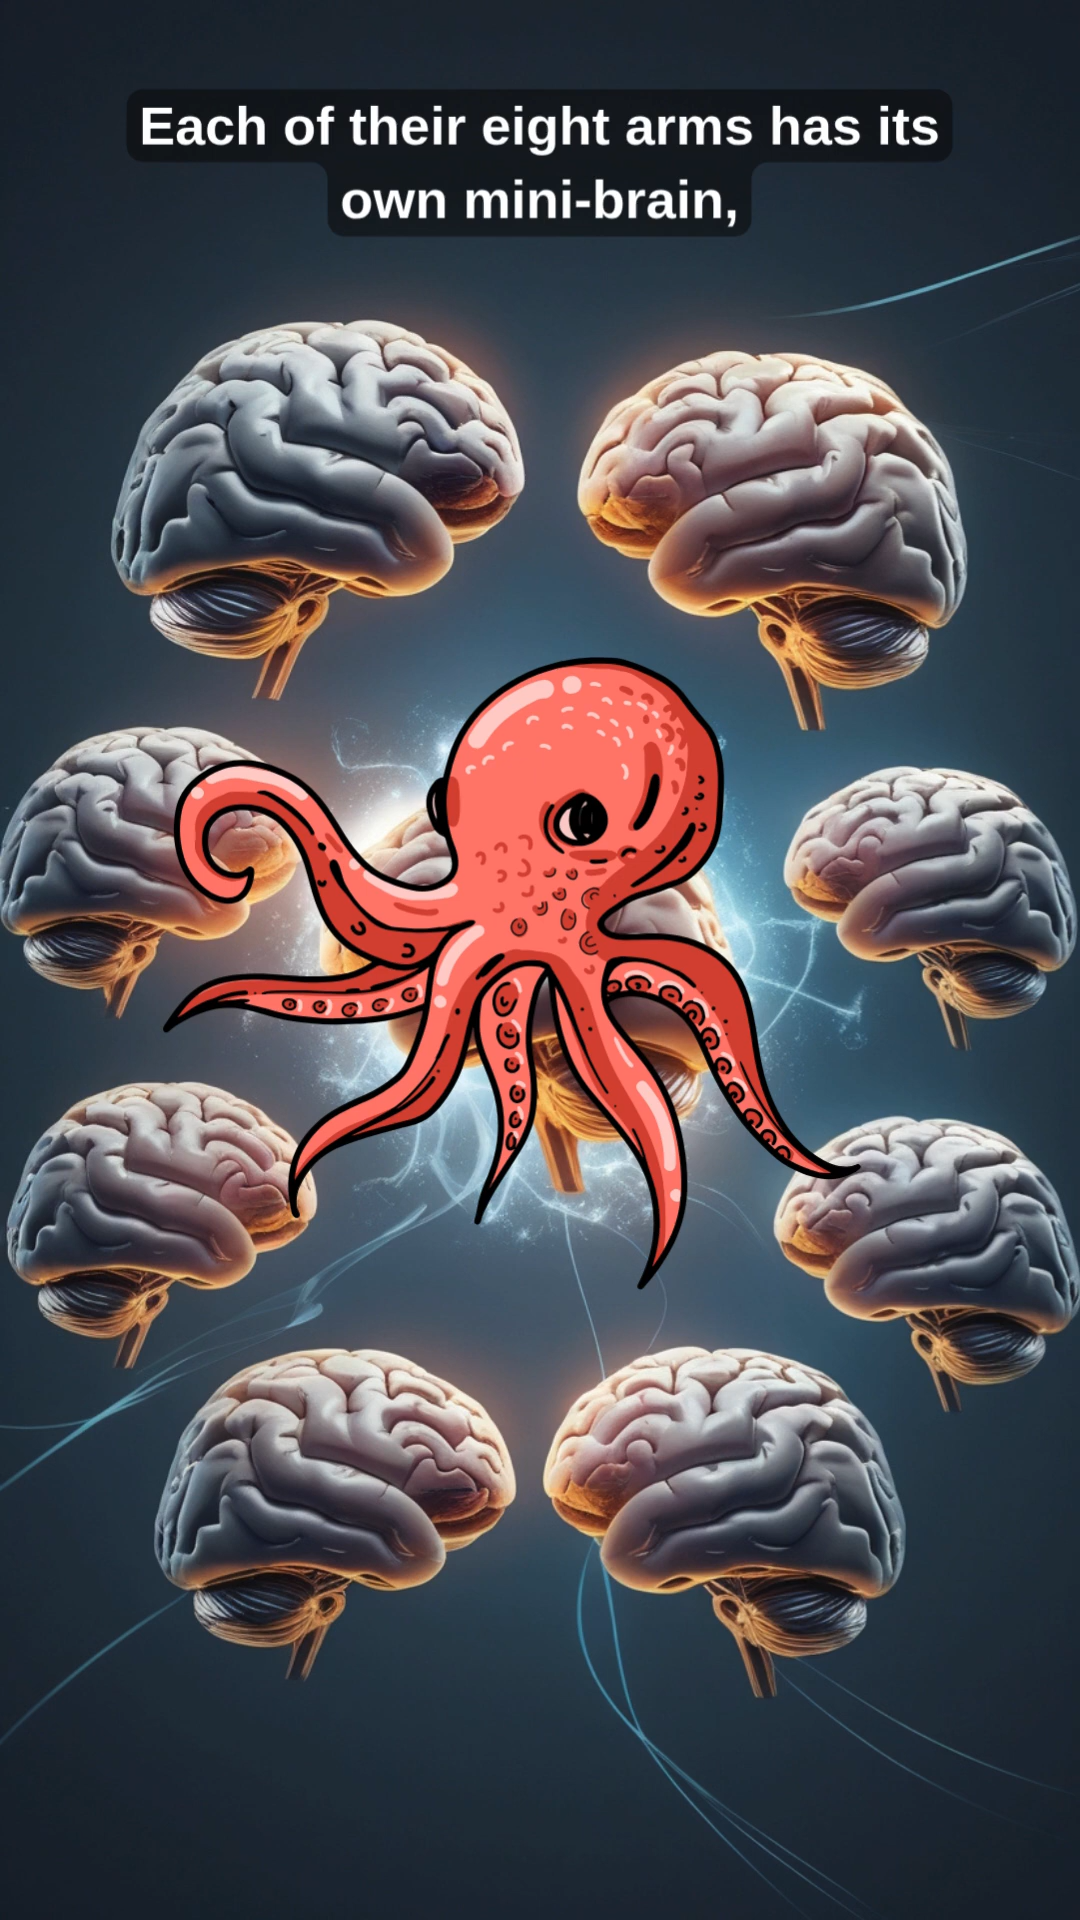 Each of their eight arms has its
own mini-brain,